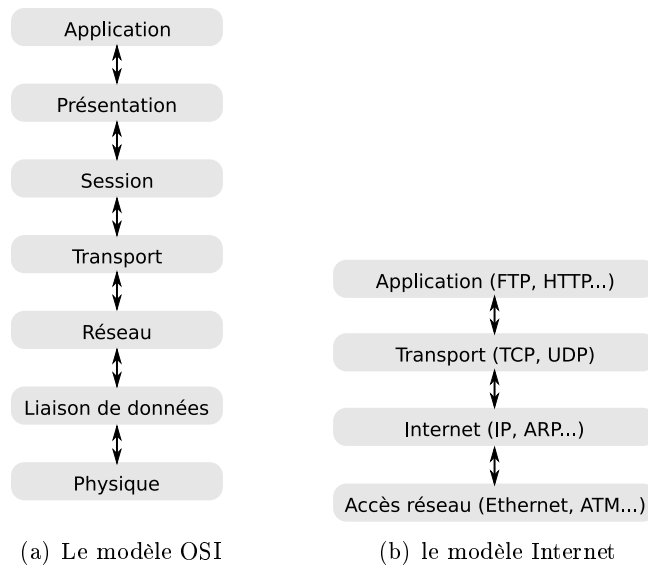 Application
Présentation
Session
Transport
Réseau
Liaison de données
Physique
(a) Le modèle OSI
Application (FTP, HTTP...)
Transport (TCP, UDP)
Internet (IP, ARP...)
Accès réseau (Ethernet, ATM...)
(b) le modèle Internet